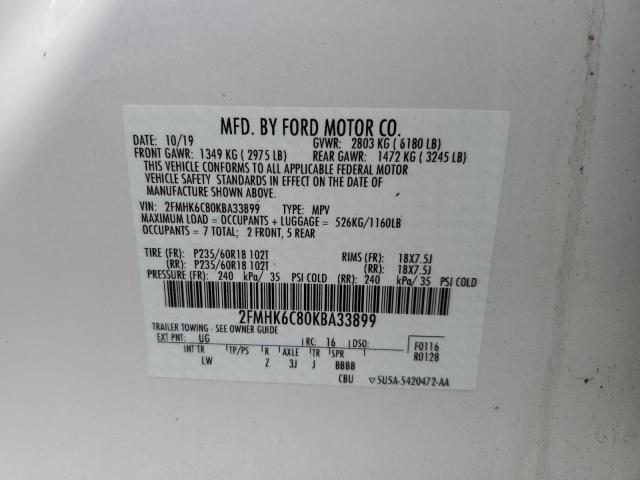 MFD. BY FORD MOTOR CO.
DATE: 10/19 GVWR: 2803 KG ( 6180 LB)
FRONT GAWR: 1349 KG ( 2975 LB) REAR GAWR: 1472 KG ( 3245 LB)
THIS VEHICLE CONFORMS TO ALL APPLICABLE FEDERAL MOTOR
VEHICLE SAFETY STANDARDS IN EFFECT ON THE DATE OF
MANUFACTURE SHOWN ABOVE.
VIN: 2FMHK6C80KBA33899 TYPE: MPV
MAXIMUM LOAD = OCCUPANTS + LUGGAGE = 526KG/1160LB
OCCUPANTS = 7 TOTAL; 2 FRONT, 5 REAR
TIRE (FR): P235/60R18 102T RIMS (FR): 18X7.5J
(RR): P235/60R18 102T (RR): 18X7.5J
PRESSURE (FR): 240 kPa/ 35 PSI COLD (RR): 240 kPa/ 35 PSI COLD
2FMHK6C80KBA33899
TRAILER TOWING - SEE OWNER GUIDE
EXT PNT: UG RC: 16 DSO: F0116
R0128
INT TR TP/PS R AXLE TR SPR
LW Z 3J J BBBB
CBU ▽5U5A-5420472-AA